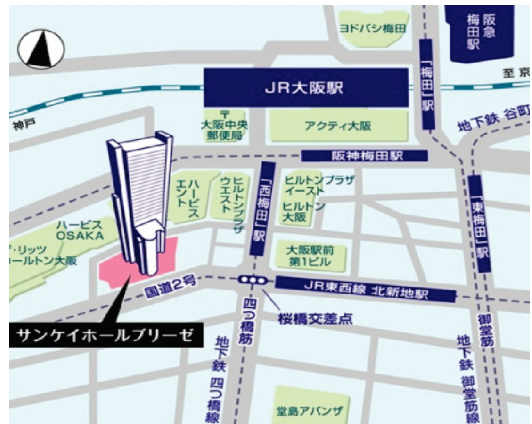 ヨドバシ梅田
阪急
梅田駅
「梅田」駅
JR大阪駅
至 京
神戸
〒
大阪中央
郵便局
アクティ大阪
地下鉄 谷町
阪神梅田駅
ハービス
エント
ヒルトンプラザ
ウエスト
「西梅田」駅
ヒルトンプラザ
イースト
ヒルトン
大阪
「東梅田」駅
ハービス
OSAKA
ザ・リッツ
カールトン大阪
大阪駅前
第1ビル
国道2号
JR東西線 北新地駅
サンケイホールブリーゼ
四つ橋筋
桜橋交差点
御堂筋
地下鉄 四つ橋線
地下鉄 御堂筋線
堂島アバンザ